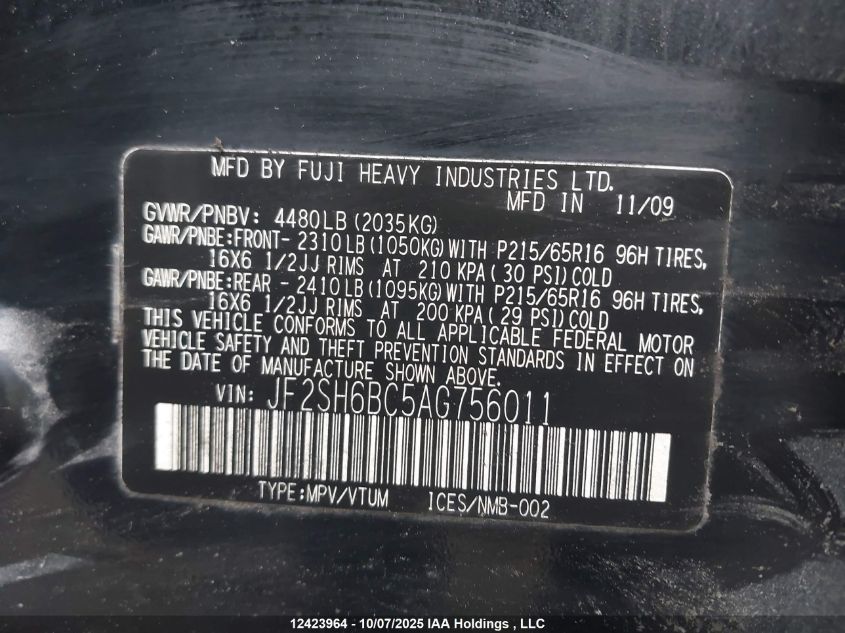 MFD BY FUJI HEAVY INDUSTRIES LTD.
MFD IN 11/09
GVWR/PNBV: 4480LB (2035KG)
GAWR/PNBE:FRONT- 2310LB(1050KG)WITH P215/65R16 96H TIRES,
16X6 1/2JJ RIMS AT 210 KPA( 30 PSI)COLD
GAWR/PNBE:REAR - 2410LB(1095KG)WITH P215/65R16 96H TIRES,
16X6 1/2JJ RIMS AT 200 KPA( 29 PSI)COLD
THIS VEHICLE CONFORMS TO ALL APPLICABLE FEDERAL MOTOR
VEHICLE SAFETY AND THEFT PREVENTION STANDARDS IN EFFECT ON
THE DATE OF MANUFACTURE SHOWN ABOVE.
VIN: JF2SH6BC5AG756011
TYPE:MPV/VTUM ICES/NMB-002
12423964 - 10/07/2025 IAA Holdings , LLC